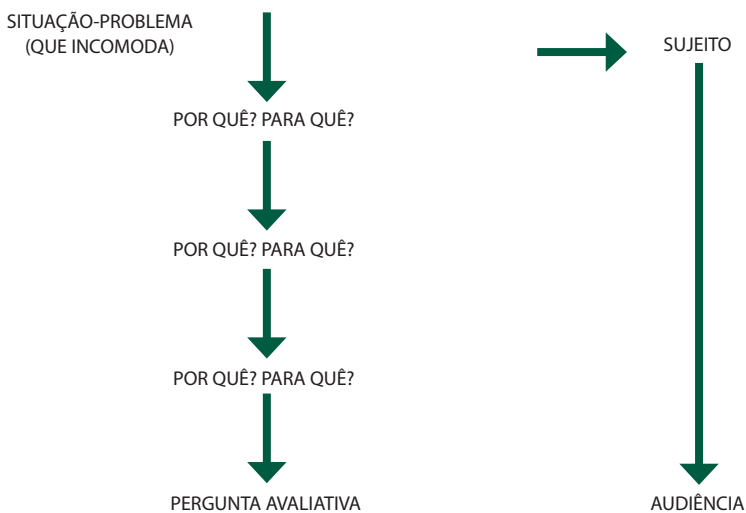 SITUAÇÃO-PROBLEMA
(QUE INCOMODA)
SUJEITO
POR QUÊ? PARA QUÊ?
POR QUÊ? PARA QUÊ?
POR QUÊ? PARA QUÊ?
PERGUNTA AVALIATIVA
AUDIÊNCIA